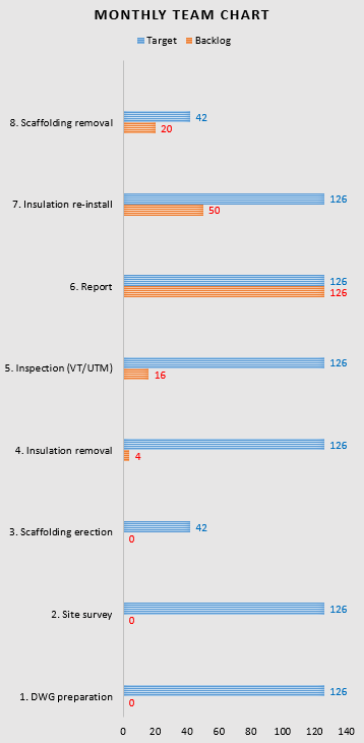 MONTHLY TEAM CHART
Target Backlog
8. Scaffolding removal 42
20
7. Insulation re-install 126
50
6. Report 126
126
5. Inspection (VT/UTM) 126
16
4. Insulation removal 126
4
3. Scaffolding erection 42
0
2. Site survey 126
0
1. DWG preparation 126
0
0 20 40 60 80 100 120 140